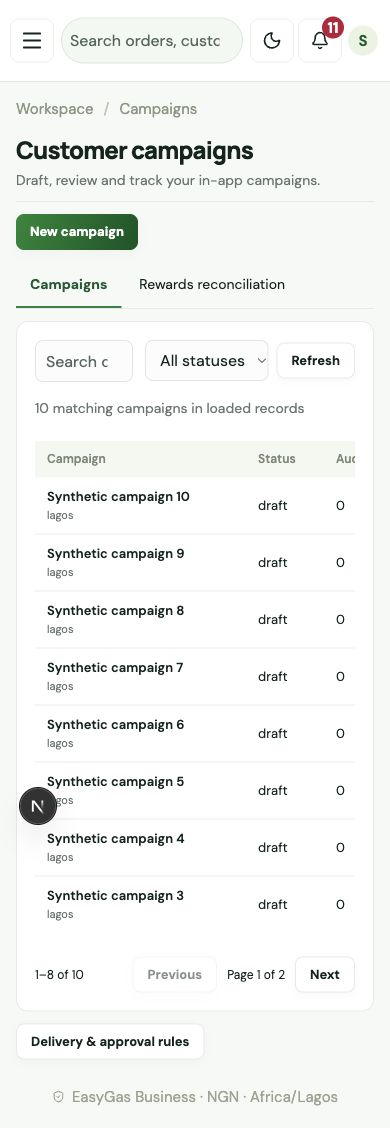 Search orders, custo
11
S
Workspace / Campaigns
Customer campaigns
Draft, review and track your in-app campaigns.
New campaign
Campaigns Rewards reconciliation
Search c All statuses Refresh
10 matching campaigns in loaded records
Campaign Status Aud
Synthetic campaign 10
lagos
draft 0
Synthetic campaign 9
lagos
draft 0
Synthetic campaign 8
lagos
draft 0
Synthetic campaign 7
lagos
draft 0
Synthetic campaign 6
lagos
draft 0
Synthetic campaign 5
gos
draft 0
N
Synthetic campaign 4
lagos
draft 0
Synthetic campaign 3
lagos
draft 0
1–8 of 10 Previous Page 1 of 2 Next
Delivery & approval rules
EasyGas Business · NGN · Africa/Lagos